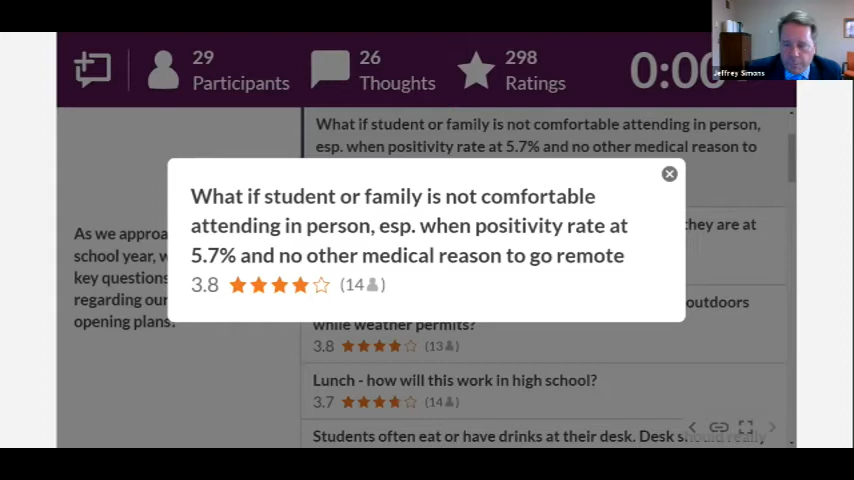 29
Participants
26
Thoughts
298
Ratings
0:00
Jeffrey Simons
What if student or family is not comfortable attending in person,
esp. when positivity rate at 5.7% and no other medical reason to
What if student or family is not comfortable
attending in person, esp. when positivity rate at
5.7% and no other medical reason to go remote
3.8 (14)
As we approa
school year, w
key questions
regarding our
opening plans?
they are at
outdoors
while weather permits?
3.8 (13)
Lunch - how will this work in high school?
3.7 (14)
Students often eat or have drinks at their desk. Desk should really